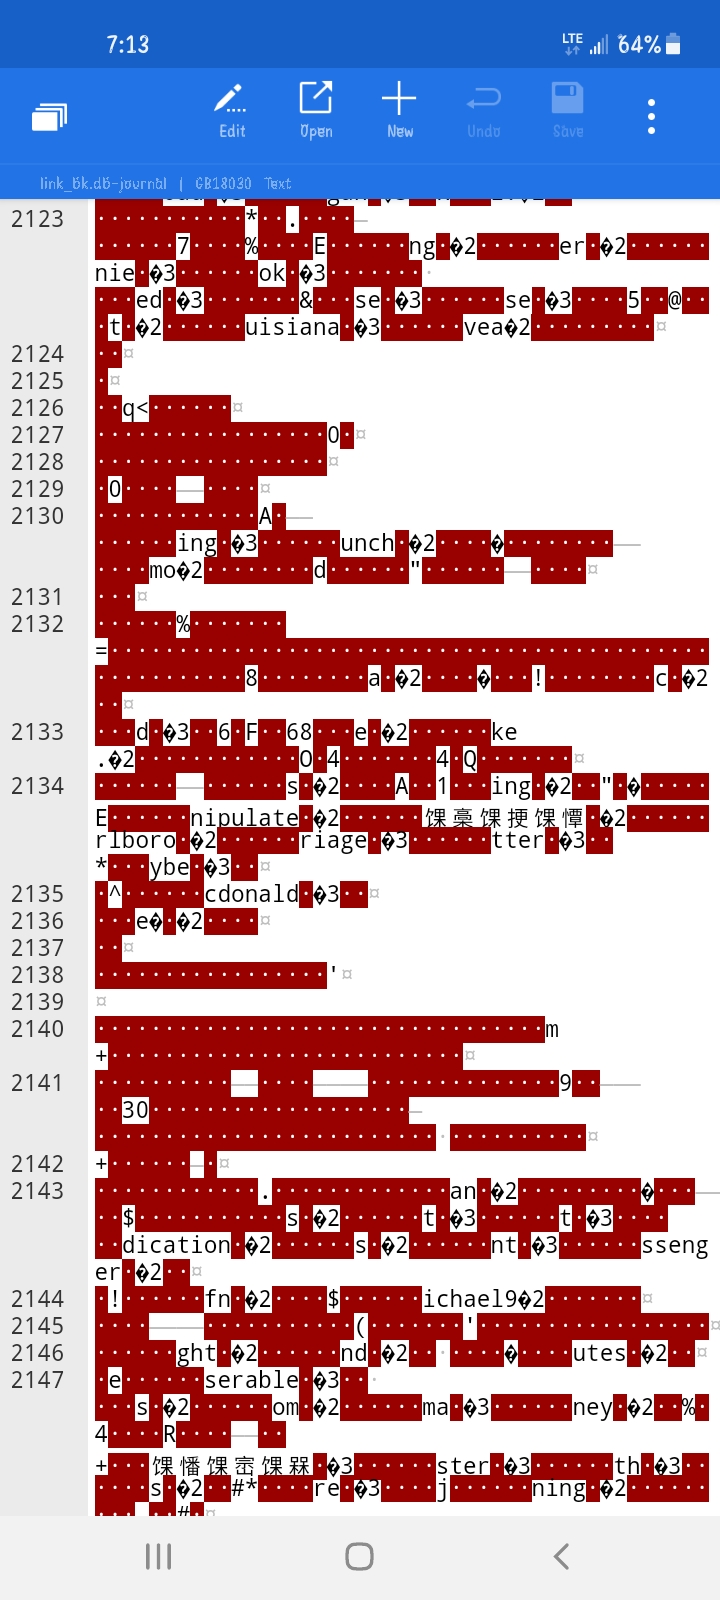 7:13 LTE 64%
Edit Open New Undo Save
link_bk.db-journal | GB18030 Text
2123 * .
7 % E ng �2 er �2
nie �3 ok �3
ed �3 & se �3 se �3 5 @
t �2 uisiana �3 vea�2
2124
2125
2126 q<
2127 O
2128
2129 O
2130 A
ing �3 unch �2 �
mo�2 d "
2131
2132 %
=
8 a �2 � ! c �2
2133 d �3 6 F 68 e �2 ke
.�2 O 4 4 Q
2134 s �2 A 1 ing �2 " �
E nipulate �2 馃 馃 梗 馃 �2
rlboro �2 riage �3 tter �3
* ybe �3
2135 ^ cdonald �3
2136 e� �2
2137
2138 '
2139
2140 m
+
2141 9
30
2142 +
2143 . an �2 �
$ s �2 t �3 t �3
dication �2 s �2 nt �3 sseng
er �2
2144 ! fn �2 $ ichael9�2
2145 ( '
2146 ght �2 nd �2 � utes �2
2147 e serable �3
s �2 om �2 ma �3 ney �2 %
4 R
+ 馃 馃 馃 �3 ster �3 th �3
s �2 #* re �3 j ning �2
#